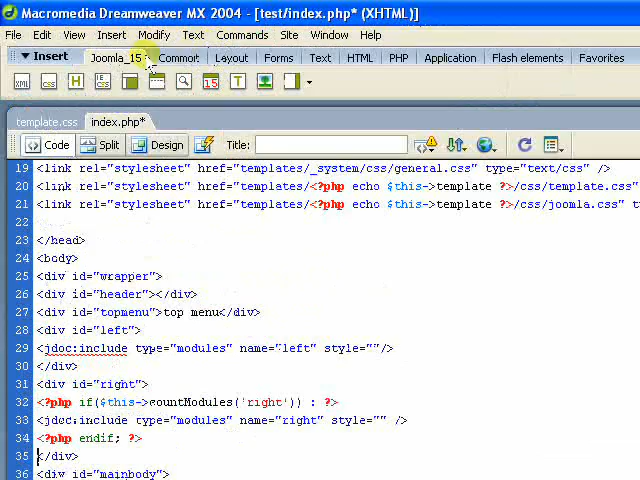 Macromedia Dreamweaver MX 2004 - [test/index.php* (XHTML)]
File Edit View Insert Modify Text Commands Site Window Help
Insert Joomla_15 Common Layout Forms Text HTML PHP Application Flash elements Favorites
template.css index.php*
Code Split Design Title:
19 <link rel="stylesheet" href="templates/_system/css/general.css" type="text/css" />
20 <link rel="stylesheet" href="templates/<?php echo $this->template ?>/css/template.css"
21 <link rel="stylesheet" href="templates/<?php echo $this->template ?>/css/joomla.css" t
22
23 </head>
24 <body>
25 <div id="wrapper">
26 <div id="header"></div>
27 <div id="topmenu">top menu</div>
28 <div id="left">
29 <jdoc:include type="modules" name="left" style=""/>
30 </div>
31 <div id="right">
32 <?php if($this->countModules('right')) : ?>
33 <jdoc:include type="modules" name="right" style="" />
34 <?php endif; ?>
35 </div>
36 <div id="mainbody">